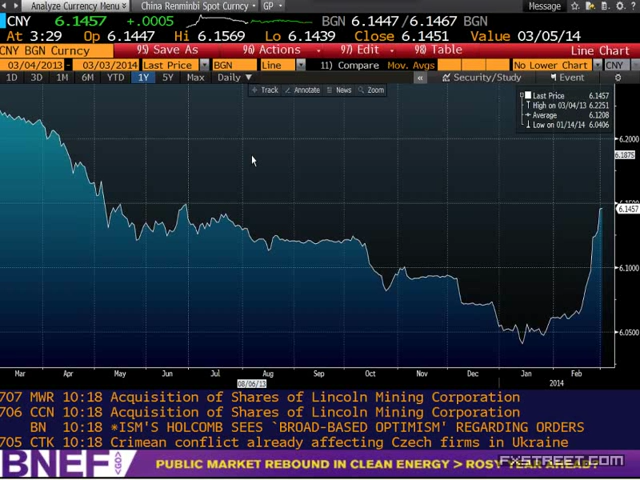 Analyze Currency Menu China Renminbi Spot Curncy GP Message
CNY 6.1457 +.0005 BGN 6.1447/6.1467 BGN
At 3:29 Op 6.1447 Hi 6.1569 Lo 6.1439 Close 6.1451 Value 03/05/14
CNY BGN Curncy 95) Save As 96) Actions 97) Edit 98) Table Line Chart
03/04/2013 - 03/03/2014 Last Price BGN Line 11) Compare Mov. Avgs No Lower Chart CNY
1D 3D 1M 6M YTD 1Y 5Y Max Daily « Security/Study Event
Track Annotate News Zoom
Last Price 6.1457
High on 03/04/13 6.2251
Average 6.1208
Low on 01/14/14 6.0406
6.2000
6.1875
6.1457
6.1000
6.0500
Mar Apr May Jun Jul Aug Sep Oct Nov Dec Jan Feb
08/06/13 2014
707 MWR 10:18 Acquisition of Shares of Lincoln Mining Corporation
706 CCN 10:18 Acquisition of Shares of Lincoln Mining Corporation
BN 10:18 *ISM'S HOLCOMB SEES `BROAD-BASED OPTIMISM' REGARDING ORDERS
705 CTK 10:18 Crimean conflict already affecting Czech firms in Ukraine
BNEF PUBLIC MARKET REBOUND IN CLEAN ENERGY > ROSY YEAR AHEAD?
FXSTREET.COM